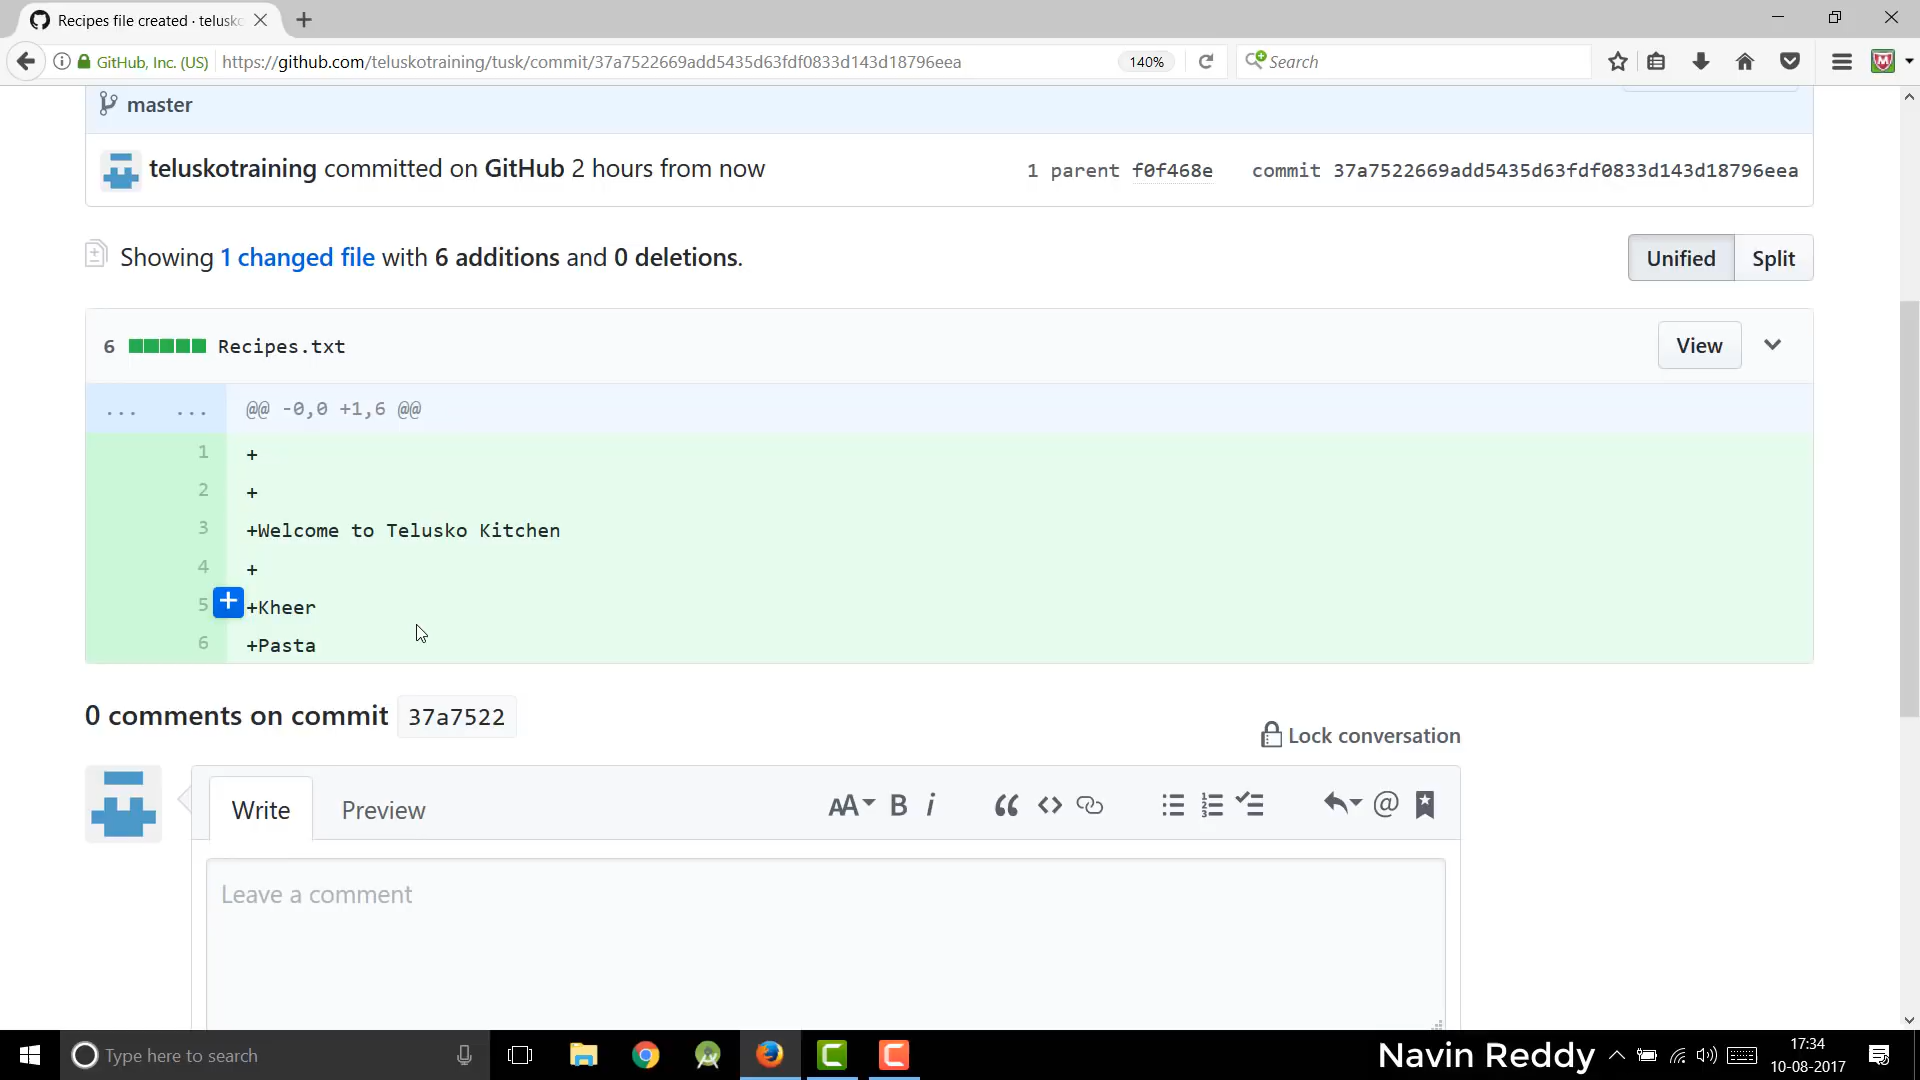 Recipes file created · telusko
GitHub, Inc. (US)
https://github.com/teluskotraining/tusk/commit/37a7522669add5435d63fdf0833d143d18796eea
140%
Search
master
teluskotraining committed on GitHub 2 hours from now
1 parent f0f468e commit 37a7522669add5435d63fdf0833d143d18796eea
Showing 1 changed file with 6 additions and 0 deletions.
Unified Split
6 Recipes.txt
View
... ... @@ -0,0 +1,6 @@
1 +
2 +
3 +Welcome to Telusko Kitchen
4 +
5 +Kheer
6 +Pasta
0 comments on commit 37a7522
Lock conversation
Write Preview
AA B i
Leave a comment
Type here to search
Navin Reddy
17:34
10-08-2017